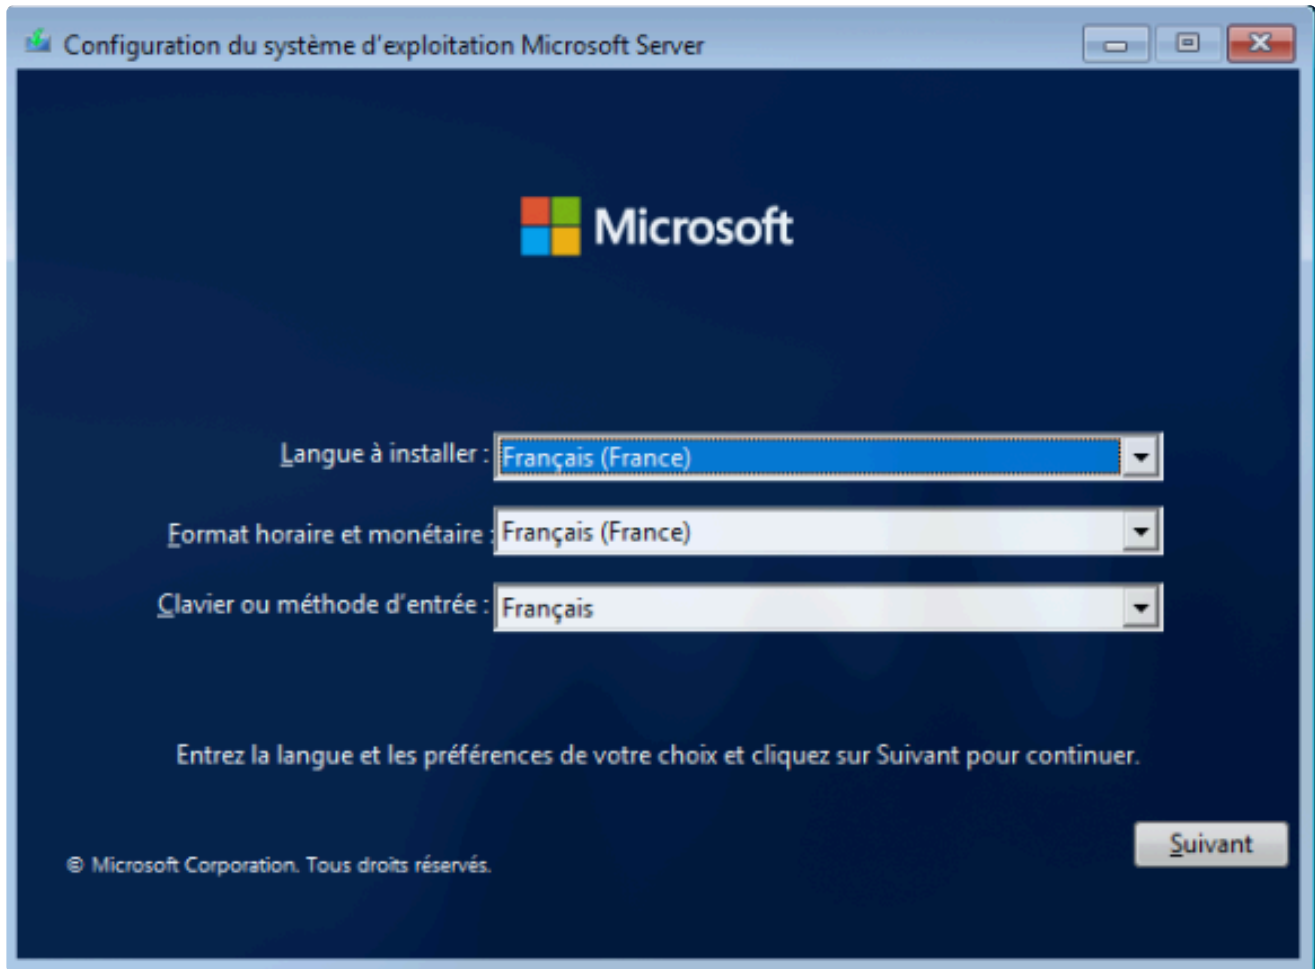 Configuration du système d'exploitation Microsoft Server
Microsoft
Langue à installer : Français (France)
Format horaire et monétaire : Français (France)
Clavier ou méthode d'entrée : Français
Entrez la langue et les préférences de votre choix et cliquez sur Suivant pour continuer.
Suivant
© Microsoft Corporation. Tous droits réservés.